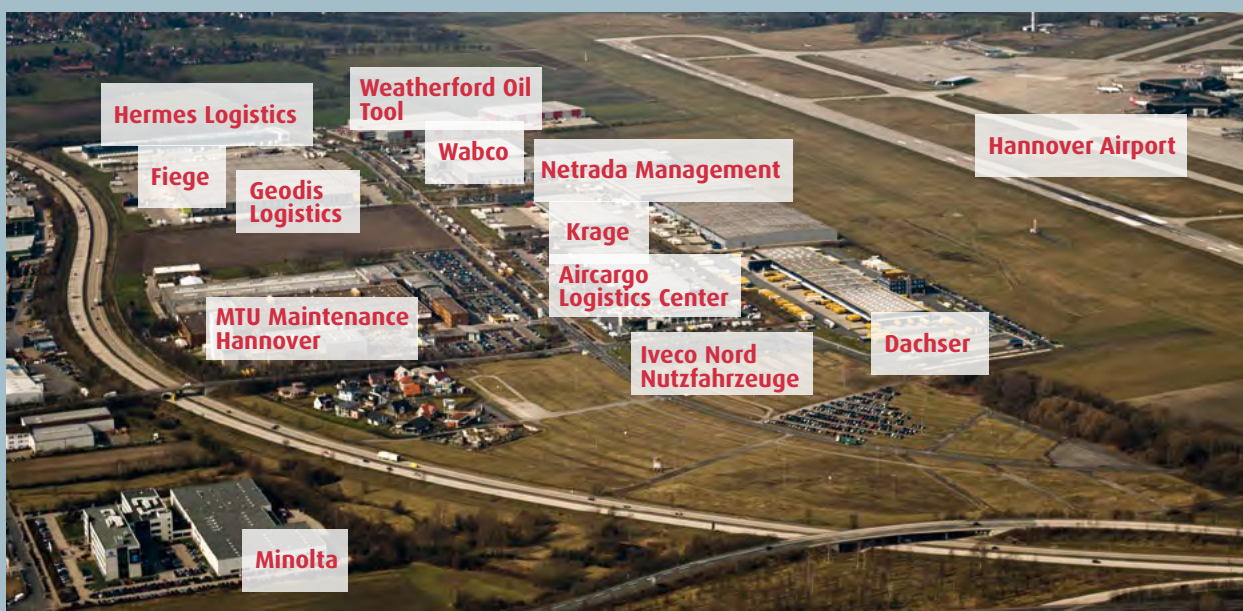 Weatherford Oil
Tool
Hermes Logistics
Wabco
Hannover Airport
Netrada Management
Fiege
Geodis
Logistics
Krage
Aircargo
Logistics Center
MTU Maintenance
Hannover
Dachser
Iveco Nord
Nutzfahrzeuge
Minolta